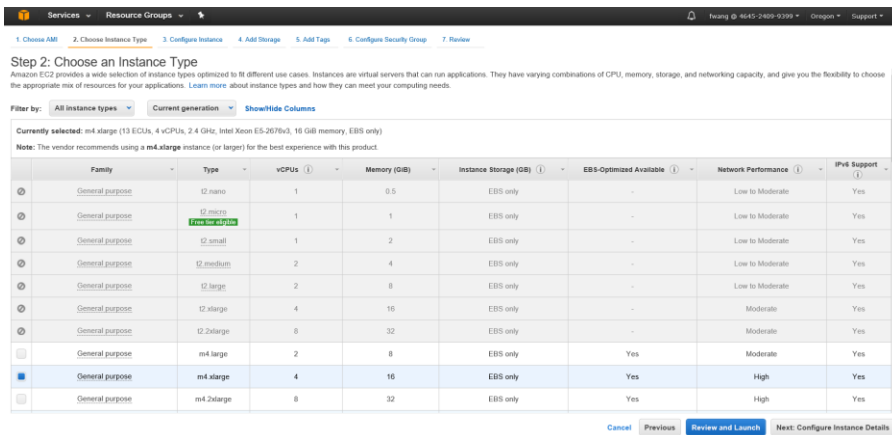 Services Resource Groups fwang @ 4645-2409-9399 Oregon Support
1. Choose AMI 2. Choose Instance Type 3. Configure Instance 4. Add Storage 5. Add Tags 6. Configure Security Group 7. Review
Step 2: Choose an Instance Type
Amazon EC2 provides a wide selection of instance types optimized to fit different use cases. Instances are virtual servers that can run applications. They have varying combinations of CPU, memory, storage, and networking capacity, and give you the flexibility to choose
the appropriate mix of resources for your applications. Learn more about instance types and how they can meet your computing needs.
Filter by: All instance types Current generation Show/Hide Columns
Currently selected: m4.xlarge (13 ECUs, 4 vCPUs, 2.4 GHz, Intel Xeon E5-2676v3, 16 GiB memory, EBS only)
Note: The vendor recommends using a m4.xlarge instance (or larger) for the best experience with this product.
Family Type vCPUs Memory (GiB) Instance Storage (GB) EBS-Optimized Available Network Performance IPv6 Support
General purpose t2.nano 1 0.5 EBS only - Low to Moderate Yes
General purpose t2.micro 1 1 EBS only - Low to Moderate Yes
Free tier eligible
General purpose t2.small 1 2 EBS only - Low to Moderate Yes
General purpose t2.medium 2 4 EBS only - Low to Moderate Yes
General purpose t2.large 2 8 EBS only - Low to Moderate Yes
General purpose t2.xlarge 4 16 EBS only - Moderate Yes
General purpose t2.2xlarge 8 32 EBS only - Moderate Yes
General purpose m4.large 2 8 EBS only Yes Moderate Yes
General purpose m4.xlarge 4 16 EBS only Yes High Yes
General purpose m4.2xlarge 8 32 EBS only Yes High Yes
Cancel Previous Review and Launch Next: Configure Instance Details